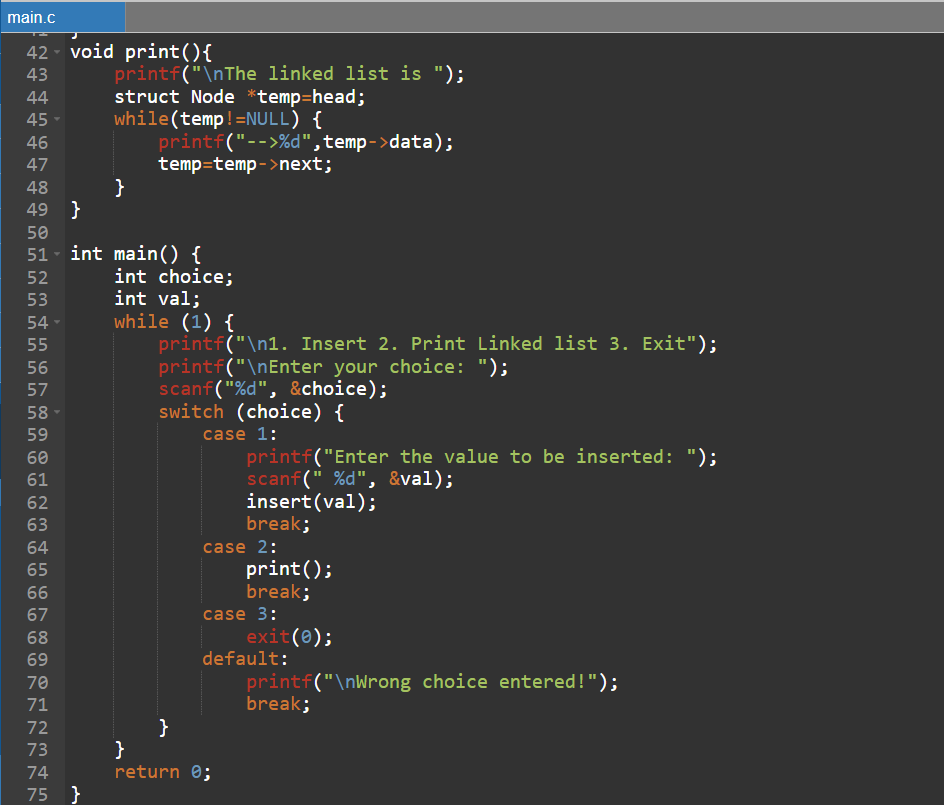 main.c
42 void print(){
43     printf("\nThe linked list is ");
44     struct Node *temp=head;
45     while(temp!=NULL) {
46         printf("-->%d",temp->data);
47         temp=temp->next;
48     }
49 }
50
51 int main() {
52     int choice;
53     int val;
54     while (1) {
55         printf("\n1. Insert 2. Print Linked list 3. Exit");
56         printf("\nEnter your choice: ");
57         scanf("%d", &choice);
58         switch (choice) {
59             case 1:
60                 printf("Enter the value to be inserted: ");
61                 scanf(" %d", &val);
62                 insert(val);
63                 break;
64             case 2:
65                 print();
66                 break;
67             case 3:
68                 exit(0);
69             default:
70                 printf("\nWrong choice entered!");
71                 break;
72         }
73     }
74     return 0;
75 }